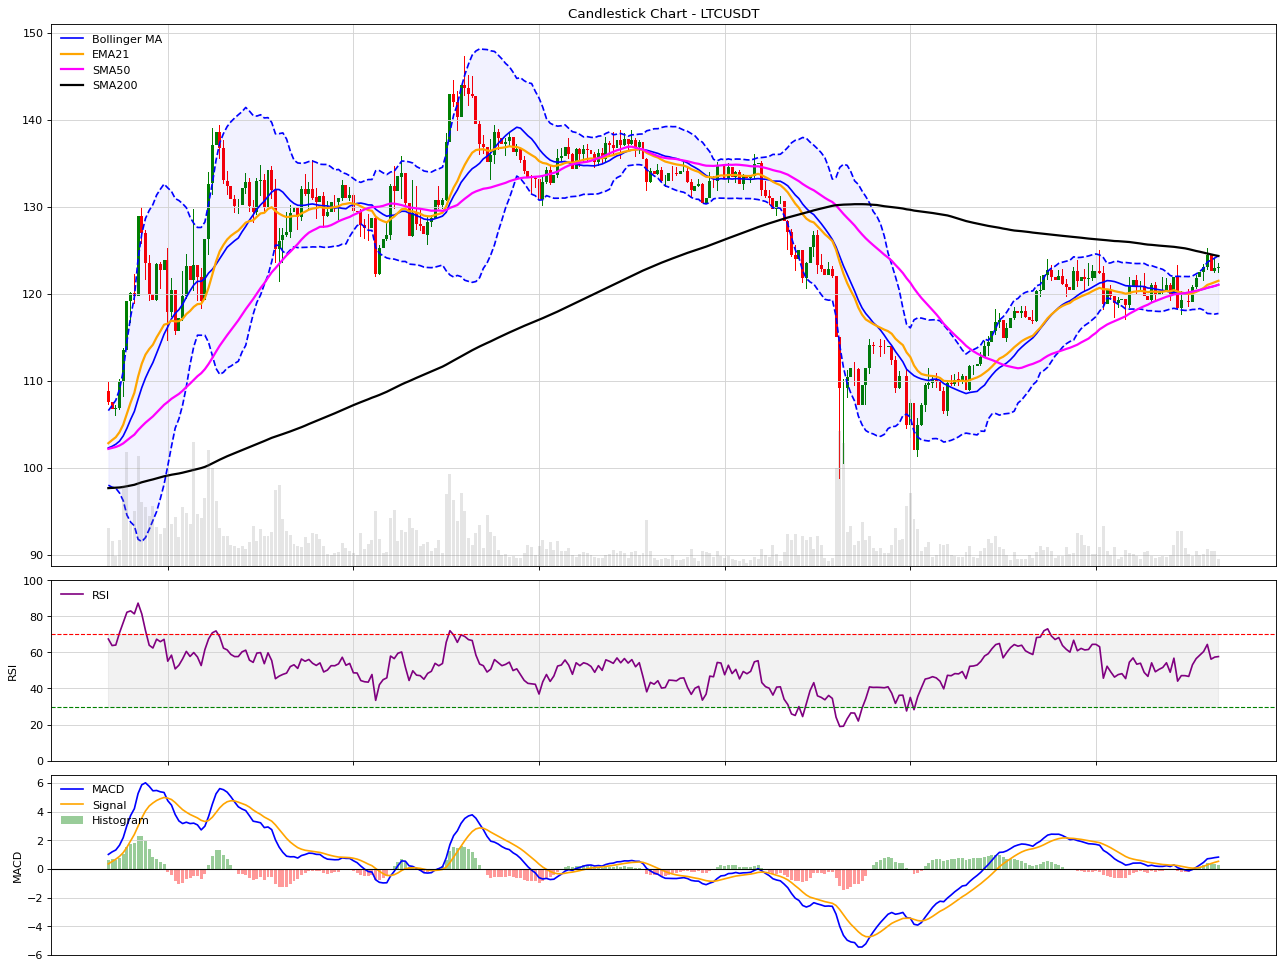 Candlestick Chart - LTCUSDT
150
140
130
120
110
100
90
Bollinger MA
EMA21
SMA50
SMA200
100
80
60
40
20
0
RSI
RSI
6
4
2
0
−2
−4
−6
MACD
MACD
Signal
Histogram